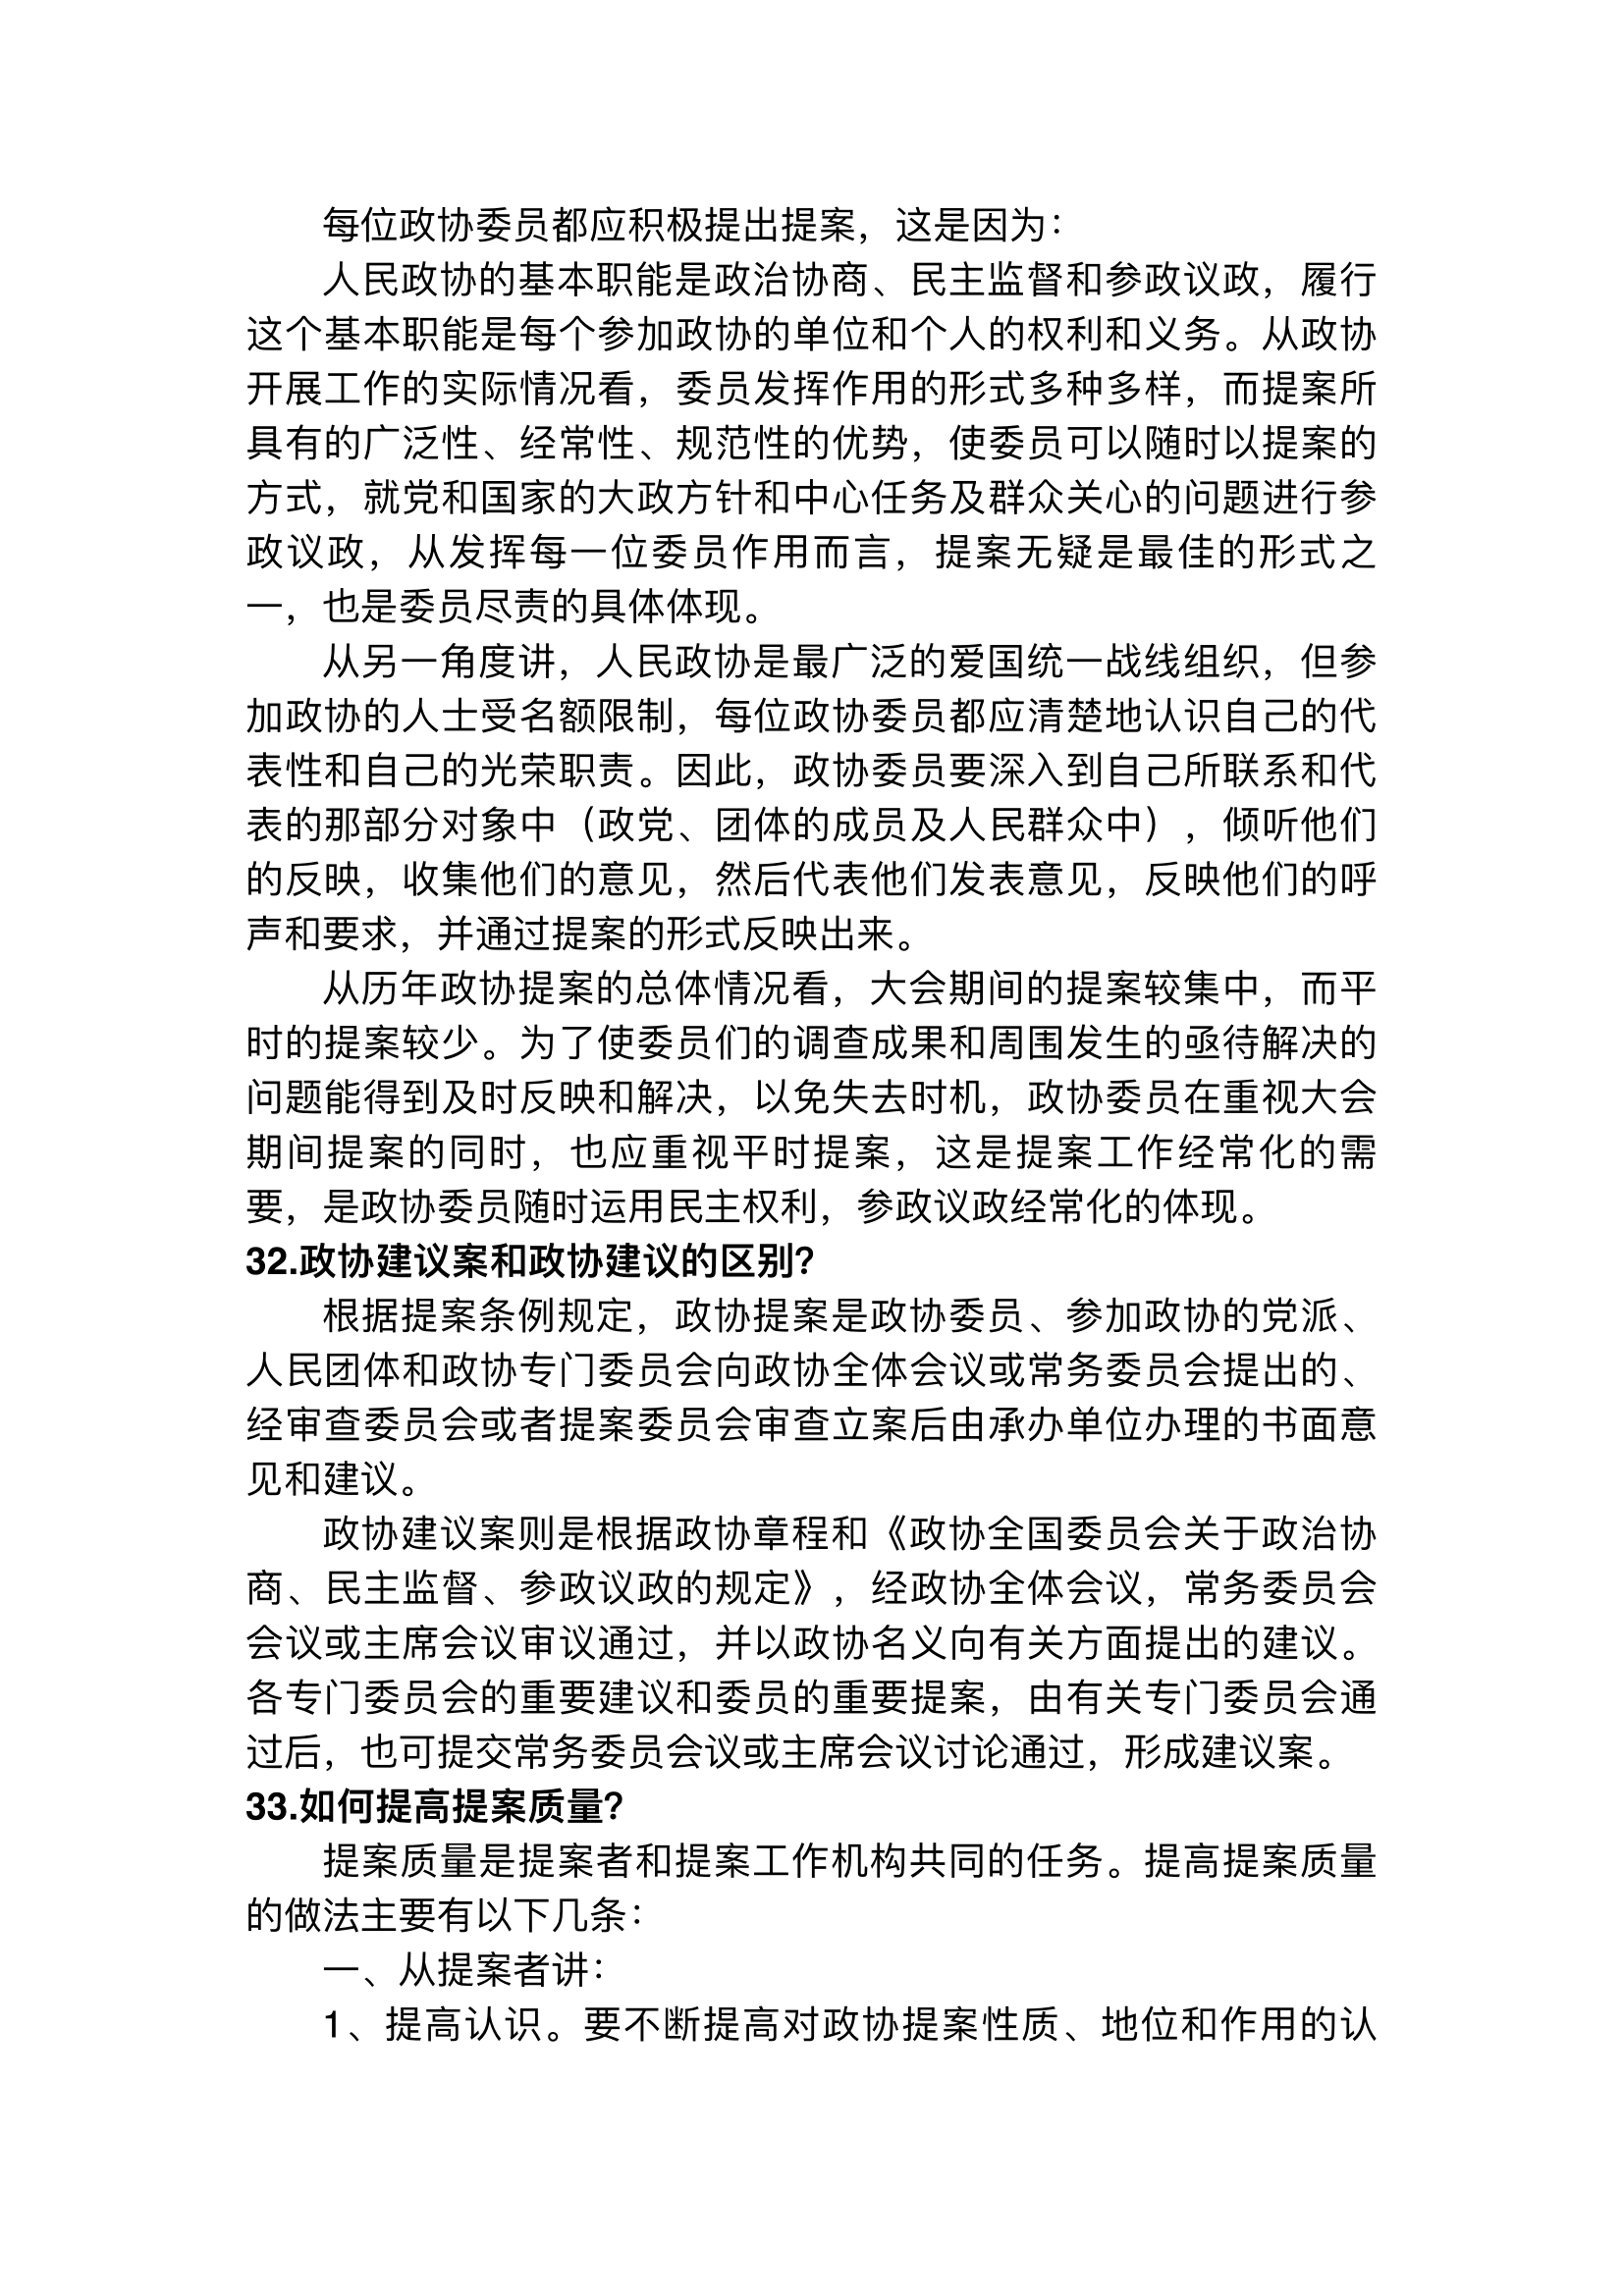 每位政协委员都应积极提出提案，这是因为：
人民政协的基本职能是政治协商、民主监督和参政议政，履行
这个基本职能是每个参加政协的单位和个人的权利和义务。从政协
开展工作的实际情况看，委员发挥作用的形式多种多样，而提案所
具有的广泛性、经常性、规范性的优势，使委员可以随时以提案的
方式，就党和国家的大政方针和中心任务及群众关心的问题进行参
政议政，从发挥每一位委员作用而言，提案无疑是最佳的形式之
一，也是委员尽责的具体体现。
从另一角度讲，人民政协是最广泛的爱国统一战线组织，但参
加政协的人士受名额限制，每位政协委员都应清楚地认识自己的代
表性和自己的光荣职责。因此，政协委员要深入到自己所联系和代
表的那部分对象中（政党、团体的成员及人民群众中），倾听他们
的反映，收集他们的意见，然后代表他们发表意见，反映他们的呼
声和要求，并通过提案的形式反映出来。
从历年政协提案的总体情况看，大会期间的提案较集中，而平
时的提案较少。为了使委员们的调查成果和周围发生的亟待解决的
问题能得到及时反映和解决，以免失去时机，政协委员在重视大会
期间提案的同时，也应重视平时提案，这是提案工作经常化的需
要，是政协委员随时运用民主权利，参政议政经常化的体现。
32.政协建议案和政协建议的区别?
根据提案条例规定，政协提案是政协委员、参加政协的党派、
人民团体和政协专门委员会向政协全体会议或常务委员会提出的、
经审查委员会或者提案委员会审查立案后由承办单位办理的书面意
见和建议。
政协建议案则是根据政协章程和《政协全国委员会关于政治协
商、民主监督、参政议政的规定》，经政协全体会议，常务委员会
会议或主席会议审议通过，并以政协名义向有关方面提出的建议。
各专门委员会的重要建议和委员的重要提案，由有关专门委员会通
过后，也可提交常务委员会议或主席会议讨论通过，形成建议案。
33.如何提高提案质量?
提案质量是提案者和提案工作机构共同的任务。提高提案质量
的做法主要有以下几条：
一、从提案者讲：
1、提高认识。要不断提高对政协提案性质、地位和作用的认